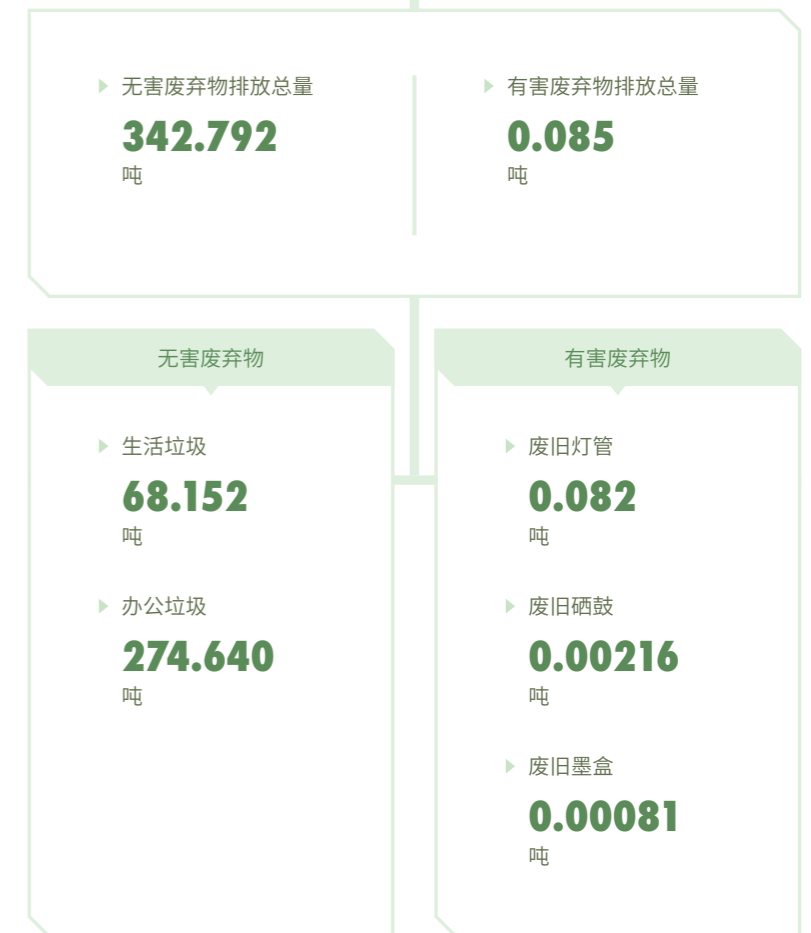 无害废弃物排放总量
342.792
吨
有害废弃物排放总量
0.085
吨
无害废弃物
生活垃圾
68.152
吨
办公垃圾
274.640
吨
有害废弃物
废旧灯管
0.082
吨
废旧硒鼓
0.00216
吨
废旧墨盒
0.00081
吨